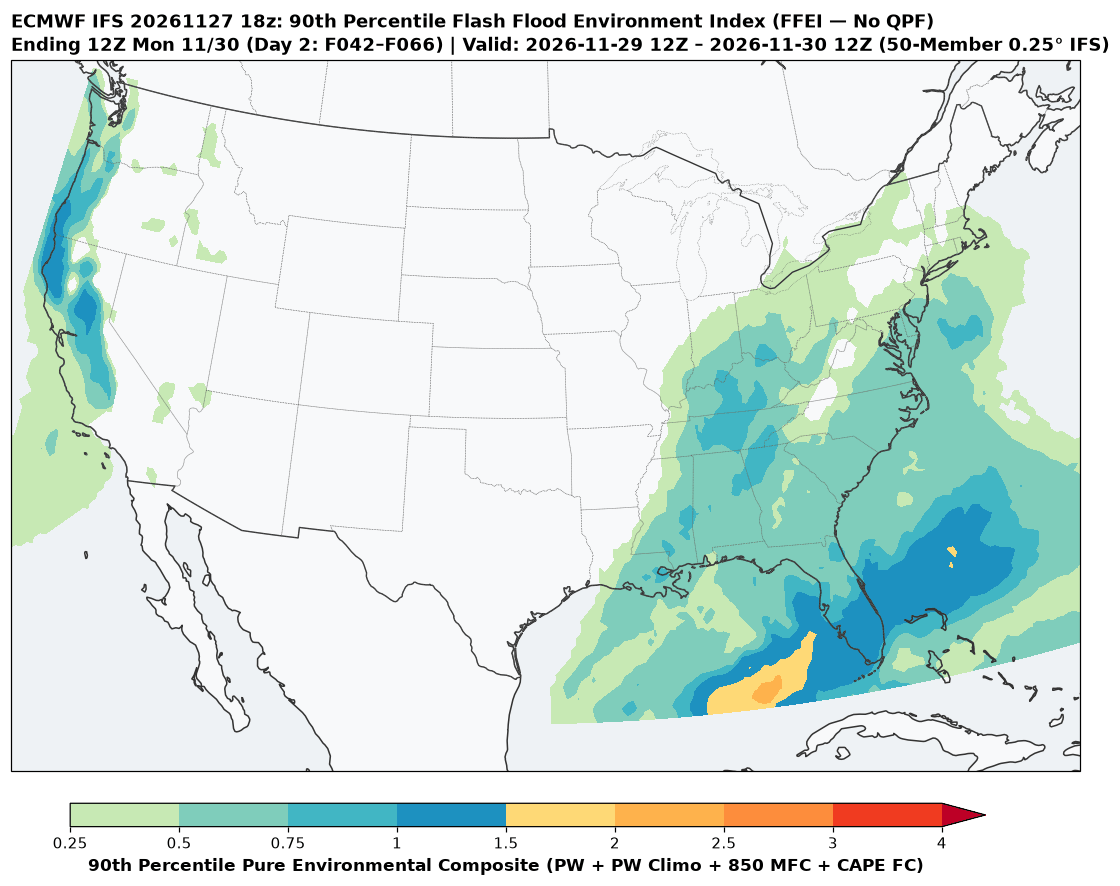 ECMWF IFS 20261127 18z: 90th Percentile Flash Flood Environment Index (FFEI — No QPF)
Ending 12Z Mon 11/30 (Day 2: F042–F066) | Valid: 2026-11-29 12Z – 2026-11-30 12Z (50-Member 0.25° IFS)
0.25 0.5 0.75 1 1.5 2 2.5 3 4
90th Percentile Pure Environmental Composite (PW + PW Climo + 850 MFC + CAPE FC)